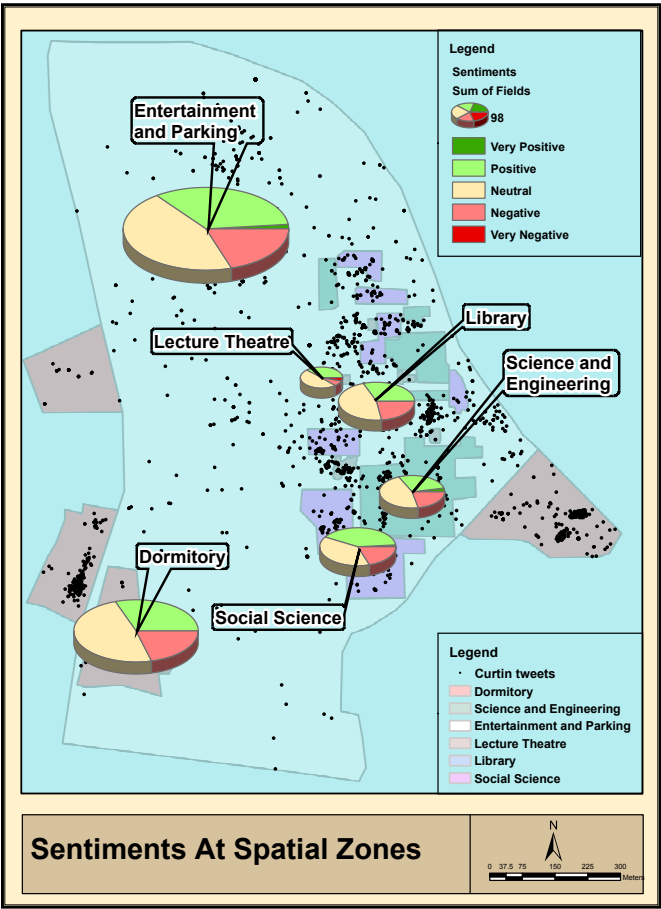 Legend
Sentiments
Sum of Fields
98
Very Positive
Positive
Neutral
Negative
Very Negative
Entertainment
and Parking
Library
Lecture Theatre
Science and
Engineering
Dormitory
Social Science
Legend
Curtin tweets
Dormitory
Science and Engineering
Entertainment and Parking
Lecture Theatre
Library
Social Science
Sentiments At Spatial Zones
N
0 37.5 75 150 225 300
Meters